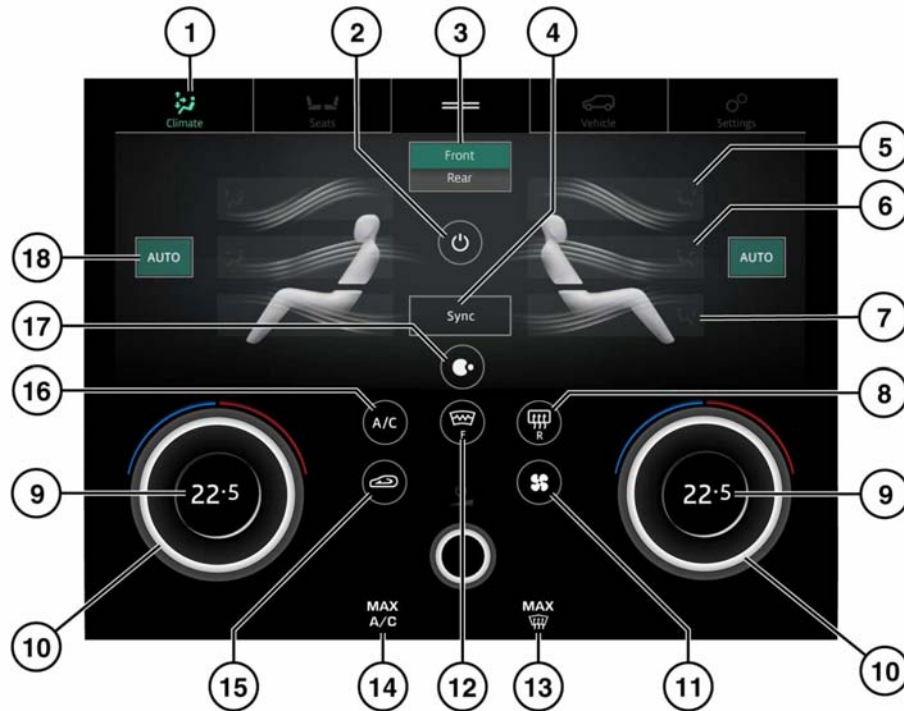 1
2
3
4
Climate
Seats
Vehicle
Settings
Front
Rear
5
6
18
AUTO
AUTO
Sync
7
17
16
A/C
F
R
8
9
22·5
22·5
9
10
MAX
A/C
MAX
15
14
12
13
11
10